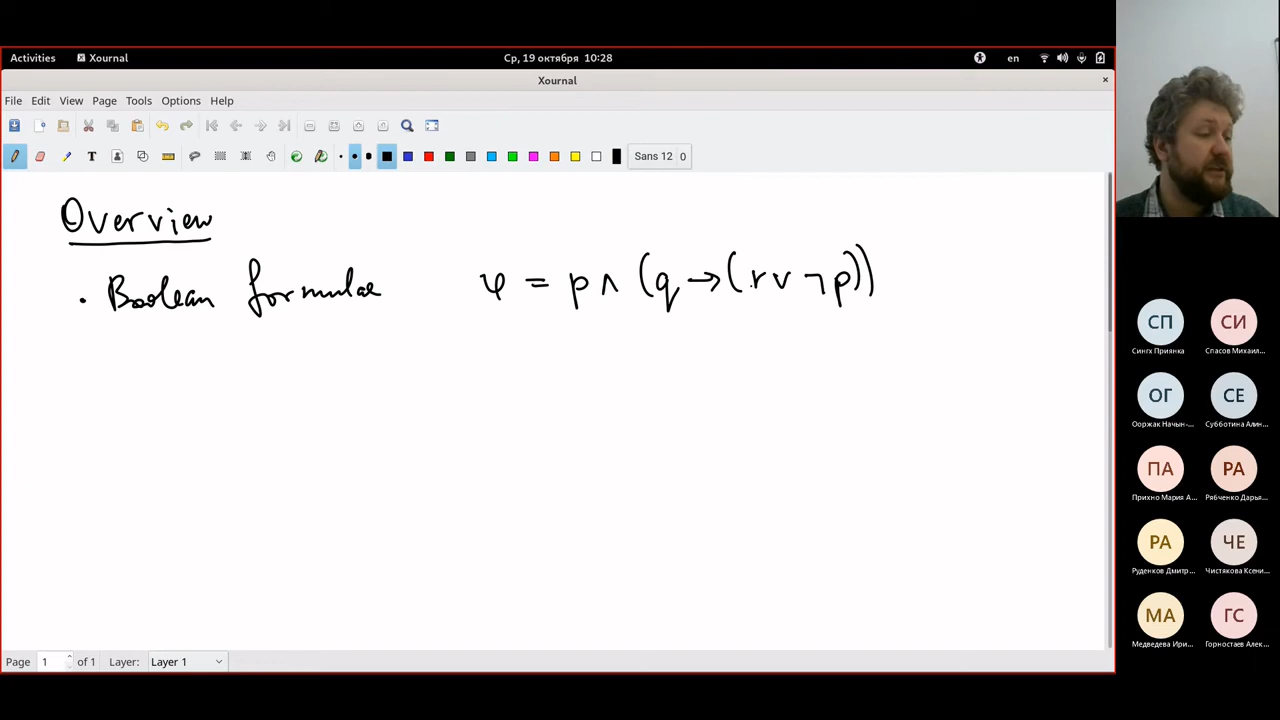 Activities Xournal Ср, 19 октября 10:28 en
Xournal ×
File Edit View Page Tools Options Help
T Sans 12 0
Overview
· Boolean formulae φ = p ∧ (q → (r ∨ ¬p))
СП СИ
Сингх Приянка Спасов Михаил...
ОГ СЕ
Ооржак Начын-... Субботина Алин...
ПА РА
Прихно Мария А... Рябченко Дарья...
РА ЧЕ
Руденков Дмитр... Чистякова Ксени...
МА ГС
Медведева Ири... Горностаев Алек...
Page 1 of 1 Layer: Layer 1